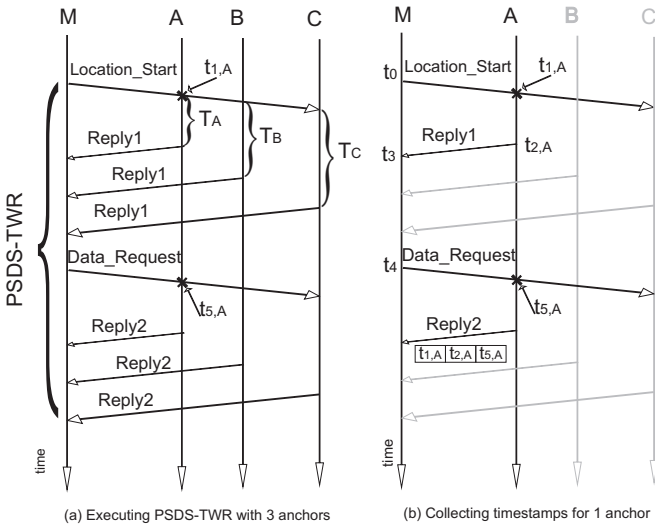 M A B C
Location_Start
t1,A
TA
TB
TC
Reply1
Reply1
Reply1
Data_Request
t5,A
Reply2
Reply2
Reply2
PSDS-TWR
time
(a) Executing PSDS-TWR with 3 anchors
M A B C
t0
Location_Start
t1,A
Reply1
t2,A
t3
t4
Data_Request
t5,A
Reply2
t1,A t2,A t5,A
time
(b) Collecting timestamps for 1 anchor